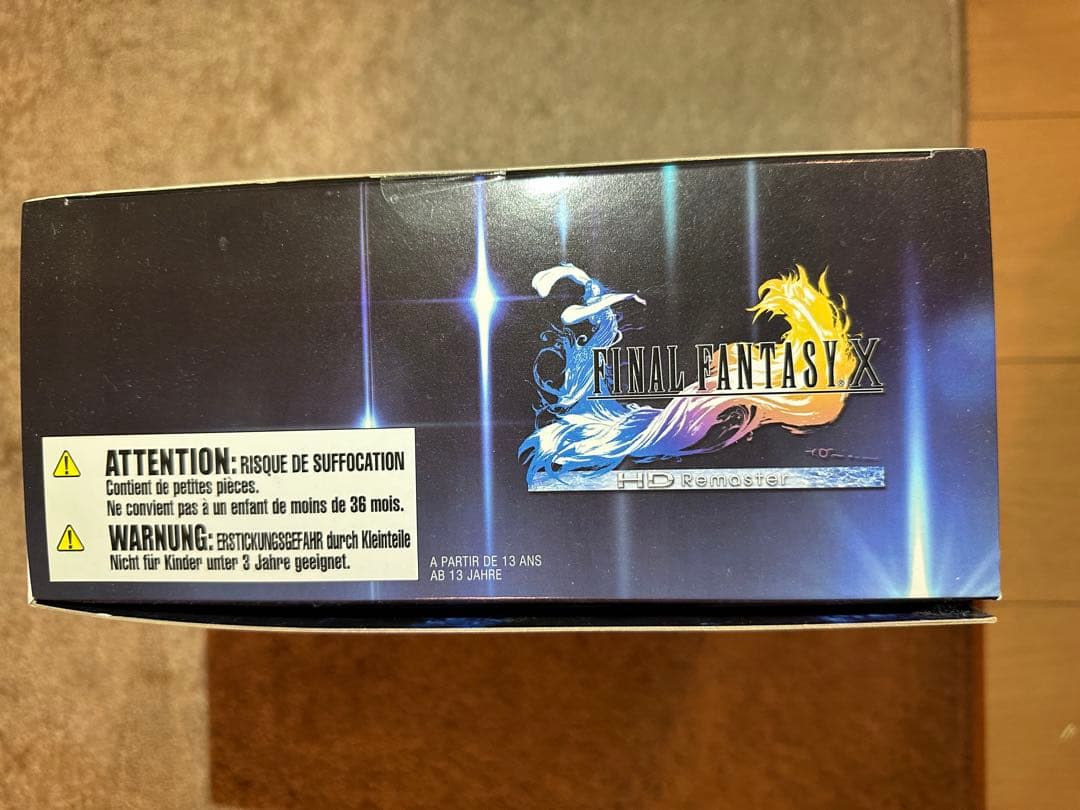 FINAL FANTASY X
HD Remaster
ATTENTION: RISQUE DE SUFFOCATION
Contient de petites pièces.
Ne convient pas à un enfant de moins de 36 mois.
WARNUNG: ERSTICKUNGSGEFAHR durch Kleinteile
Nicht für Kinder unter 3 Jahre geeignet.
A PARTIR DE 13 ANS
AB 13 JAHRE